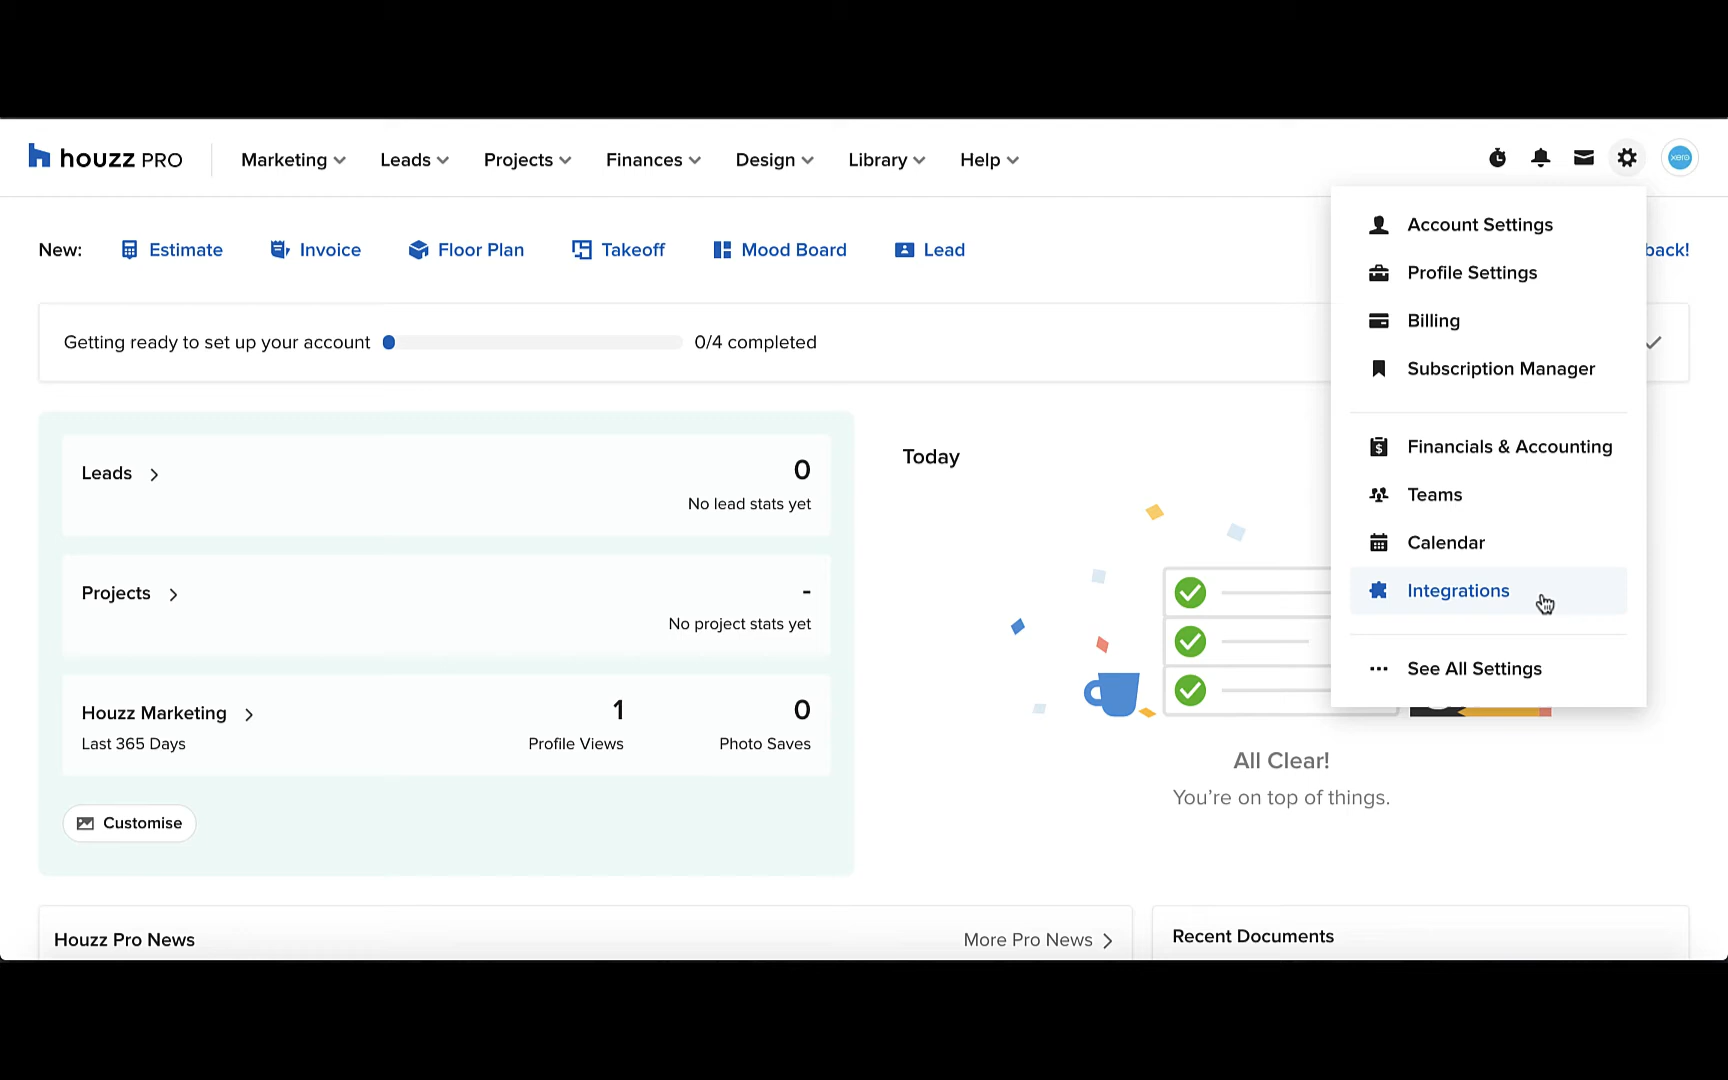 houzz PRO
Marketing
Leads
Projects
Finances
Design
Library
Help
xero
New:
Estimate
Invoice
Floor Plan
Takeoff
Mood Board
Lead
back!
Account Settings
Profile Settings
Billing
Subscription Manager
Financials & Accounting
Teams
Calendar
Integrations
See All Settings
Getting ready to set up your account
0/4 completed
Leads
0
No lead stats yet
Projects
-
No project stats yet
Houzz Marketing
1
0
Last 365 Days
Profile Views
Photo Saves
Customise
Today
All Clear!
You're on top of things.
Houzz Pro News
More Pro News
Recent Documents